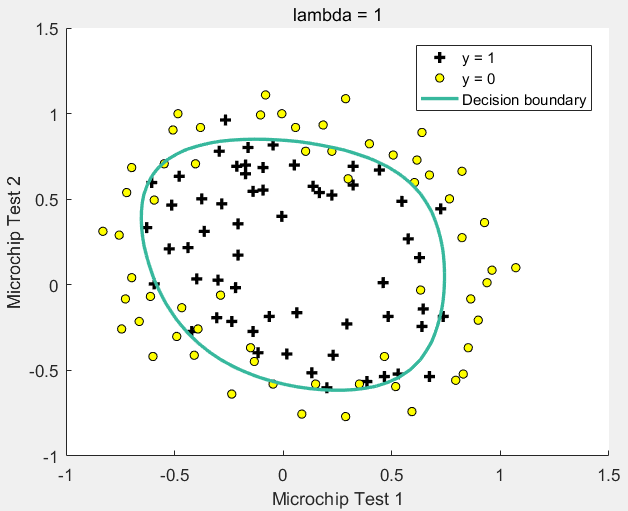 lambda = 1
1.5
1
0.5
0
-0.5
-1
Microchip Test 2
y = 1
y = 0
Decision boundary
-1
-0.5
0
0.5
1
1.5
Microchip Test 1